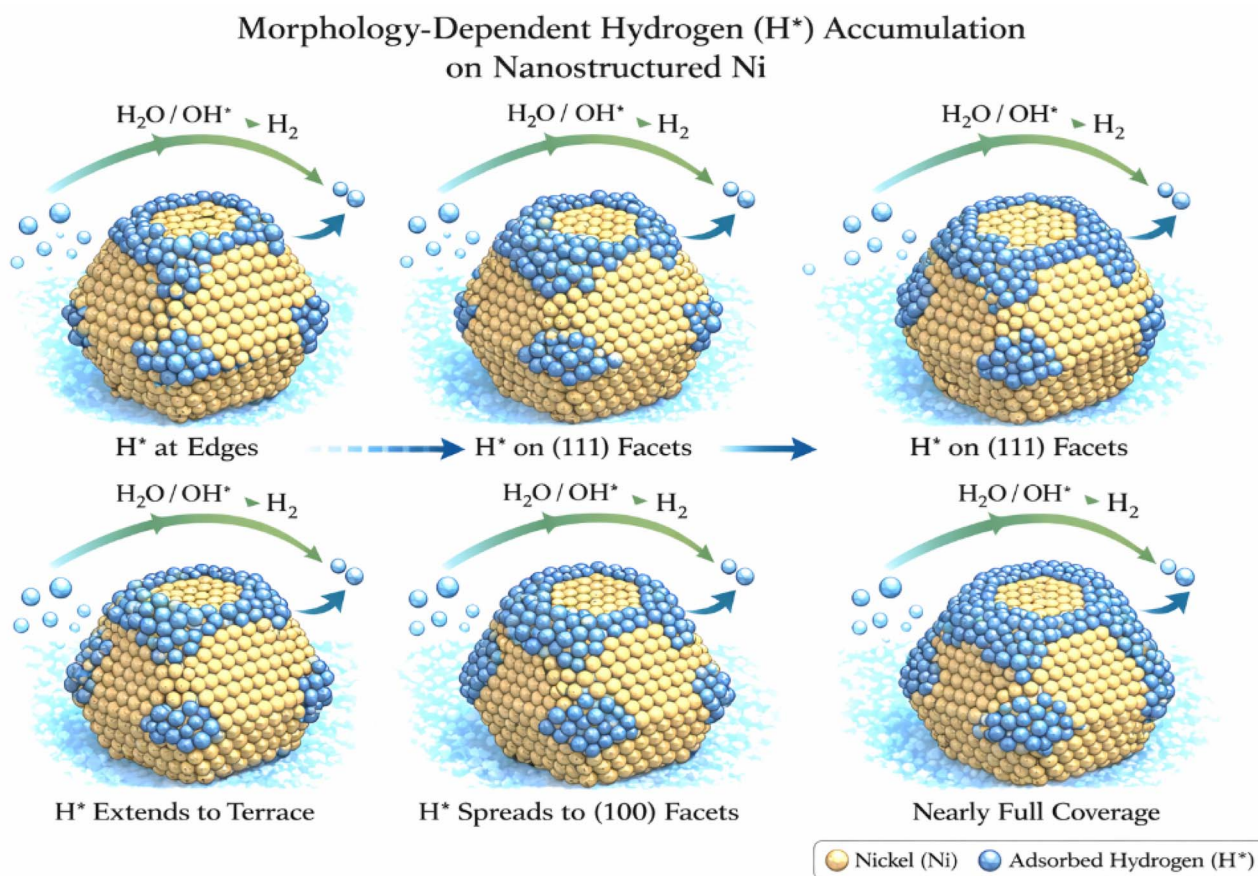 Morphology-Dependent Hydrogen (H*) Accumulation
on Nanostructured Ni
H₂O / OH* H₂
H₂O / OH* H₂
H₂O / OH* H₂
H* at Edges
H* on (111) Facets
H* on (111) Facets
H₂O / OH* H₂
H₂O / OH* H₂
H₂O / OH* H₂
H* Extends to Terrace
H* Spreads to (100) Facets
Nearly Full Coverage
Nickel (Ni)
Adsorbed Hydrogen (H*)